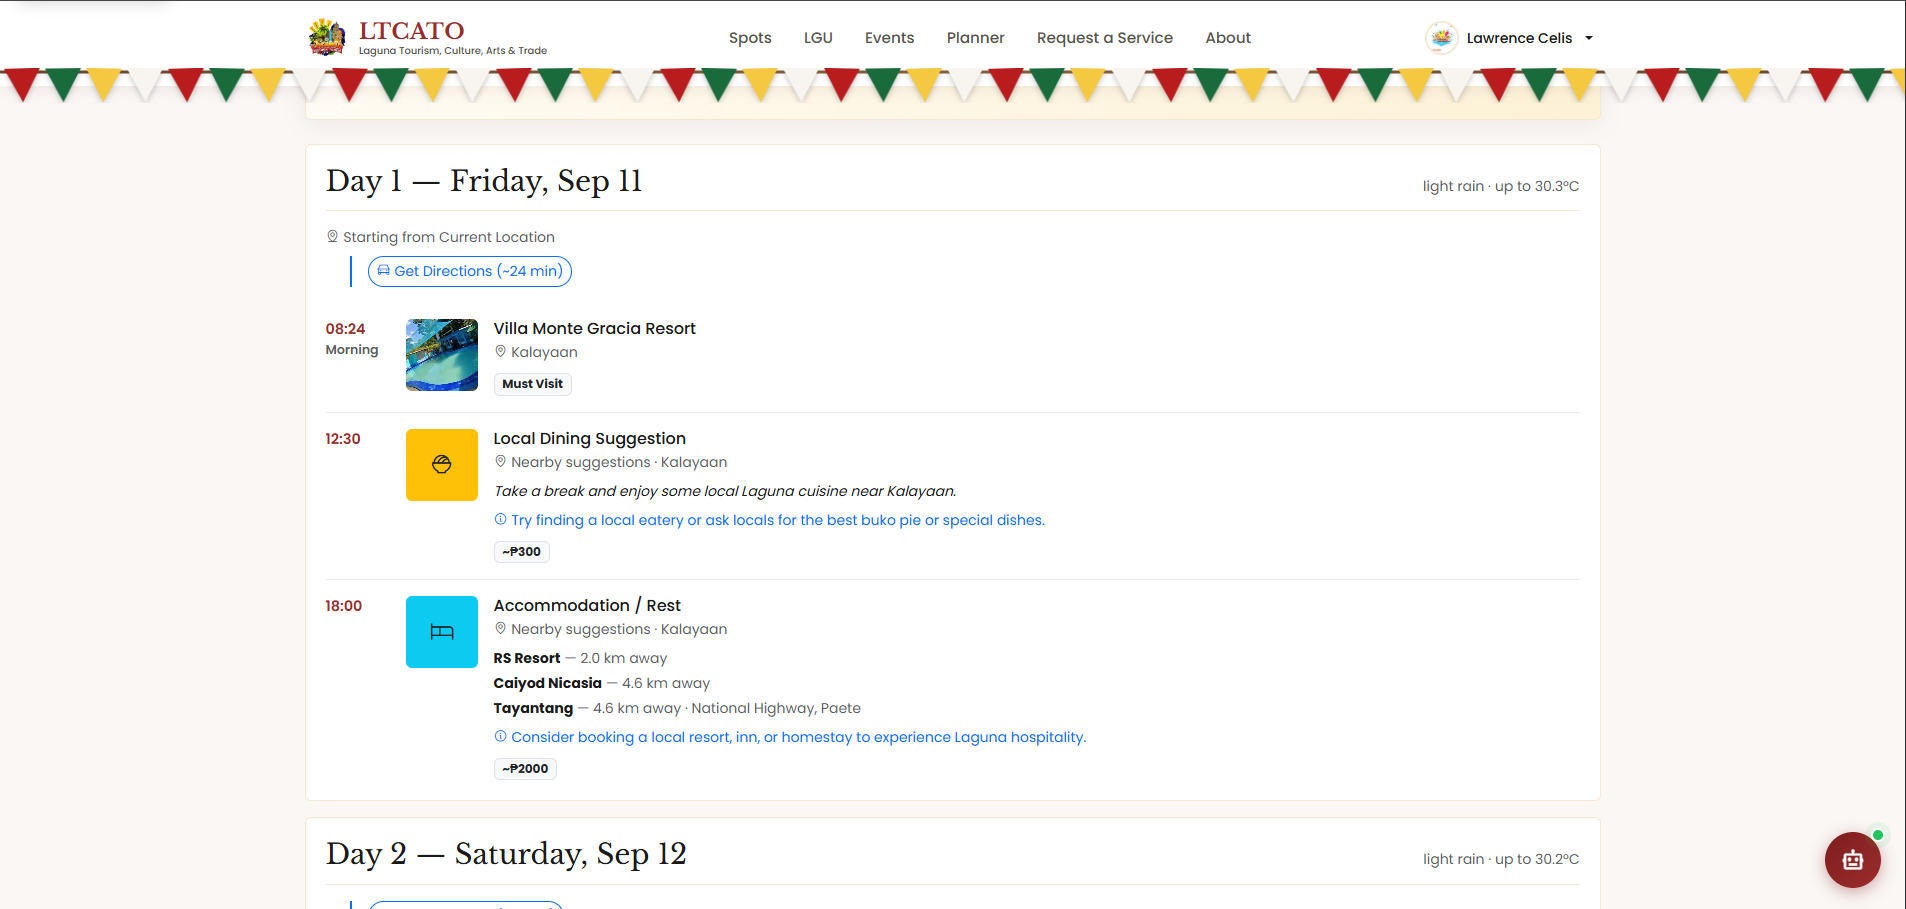 LTCATO
Laguna Tourism, Culture, Arts & Trade
Spots
LGU
Events
Planner
Request a Service
About
Lawrence Celis
Day 1 — Friday, Sep 11
light rain · up to 30.3°C
Starting from Current Location
Get Directions (~24 min)
08:24
Morning
Villa Monte Gracia Resort
Kalayaan
Must Visit
12:30
Local Dining Suggestion
Nearby suggestions · Kalayaan
Take a break and enjoy some local Laguna cuisine near Kalayaan.
Try finding a local eatery or ask locals for the best buko pie or special dishes.
~₱300
18:00
Accommodation / Rest
Nearby suggestions · Kalayaan
RS Resort — 2.0 km away
Caiyod Nicasia — 4.6 km away
Tayantang — 4.6 km away · National Highway, Paete
Consider booking a local resort, inn, or homestay to experience Laguna hospitality.
~₱2000
Day 2 — Saturday, Sep 12
light rain · up to 30.2°C